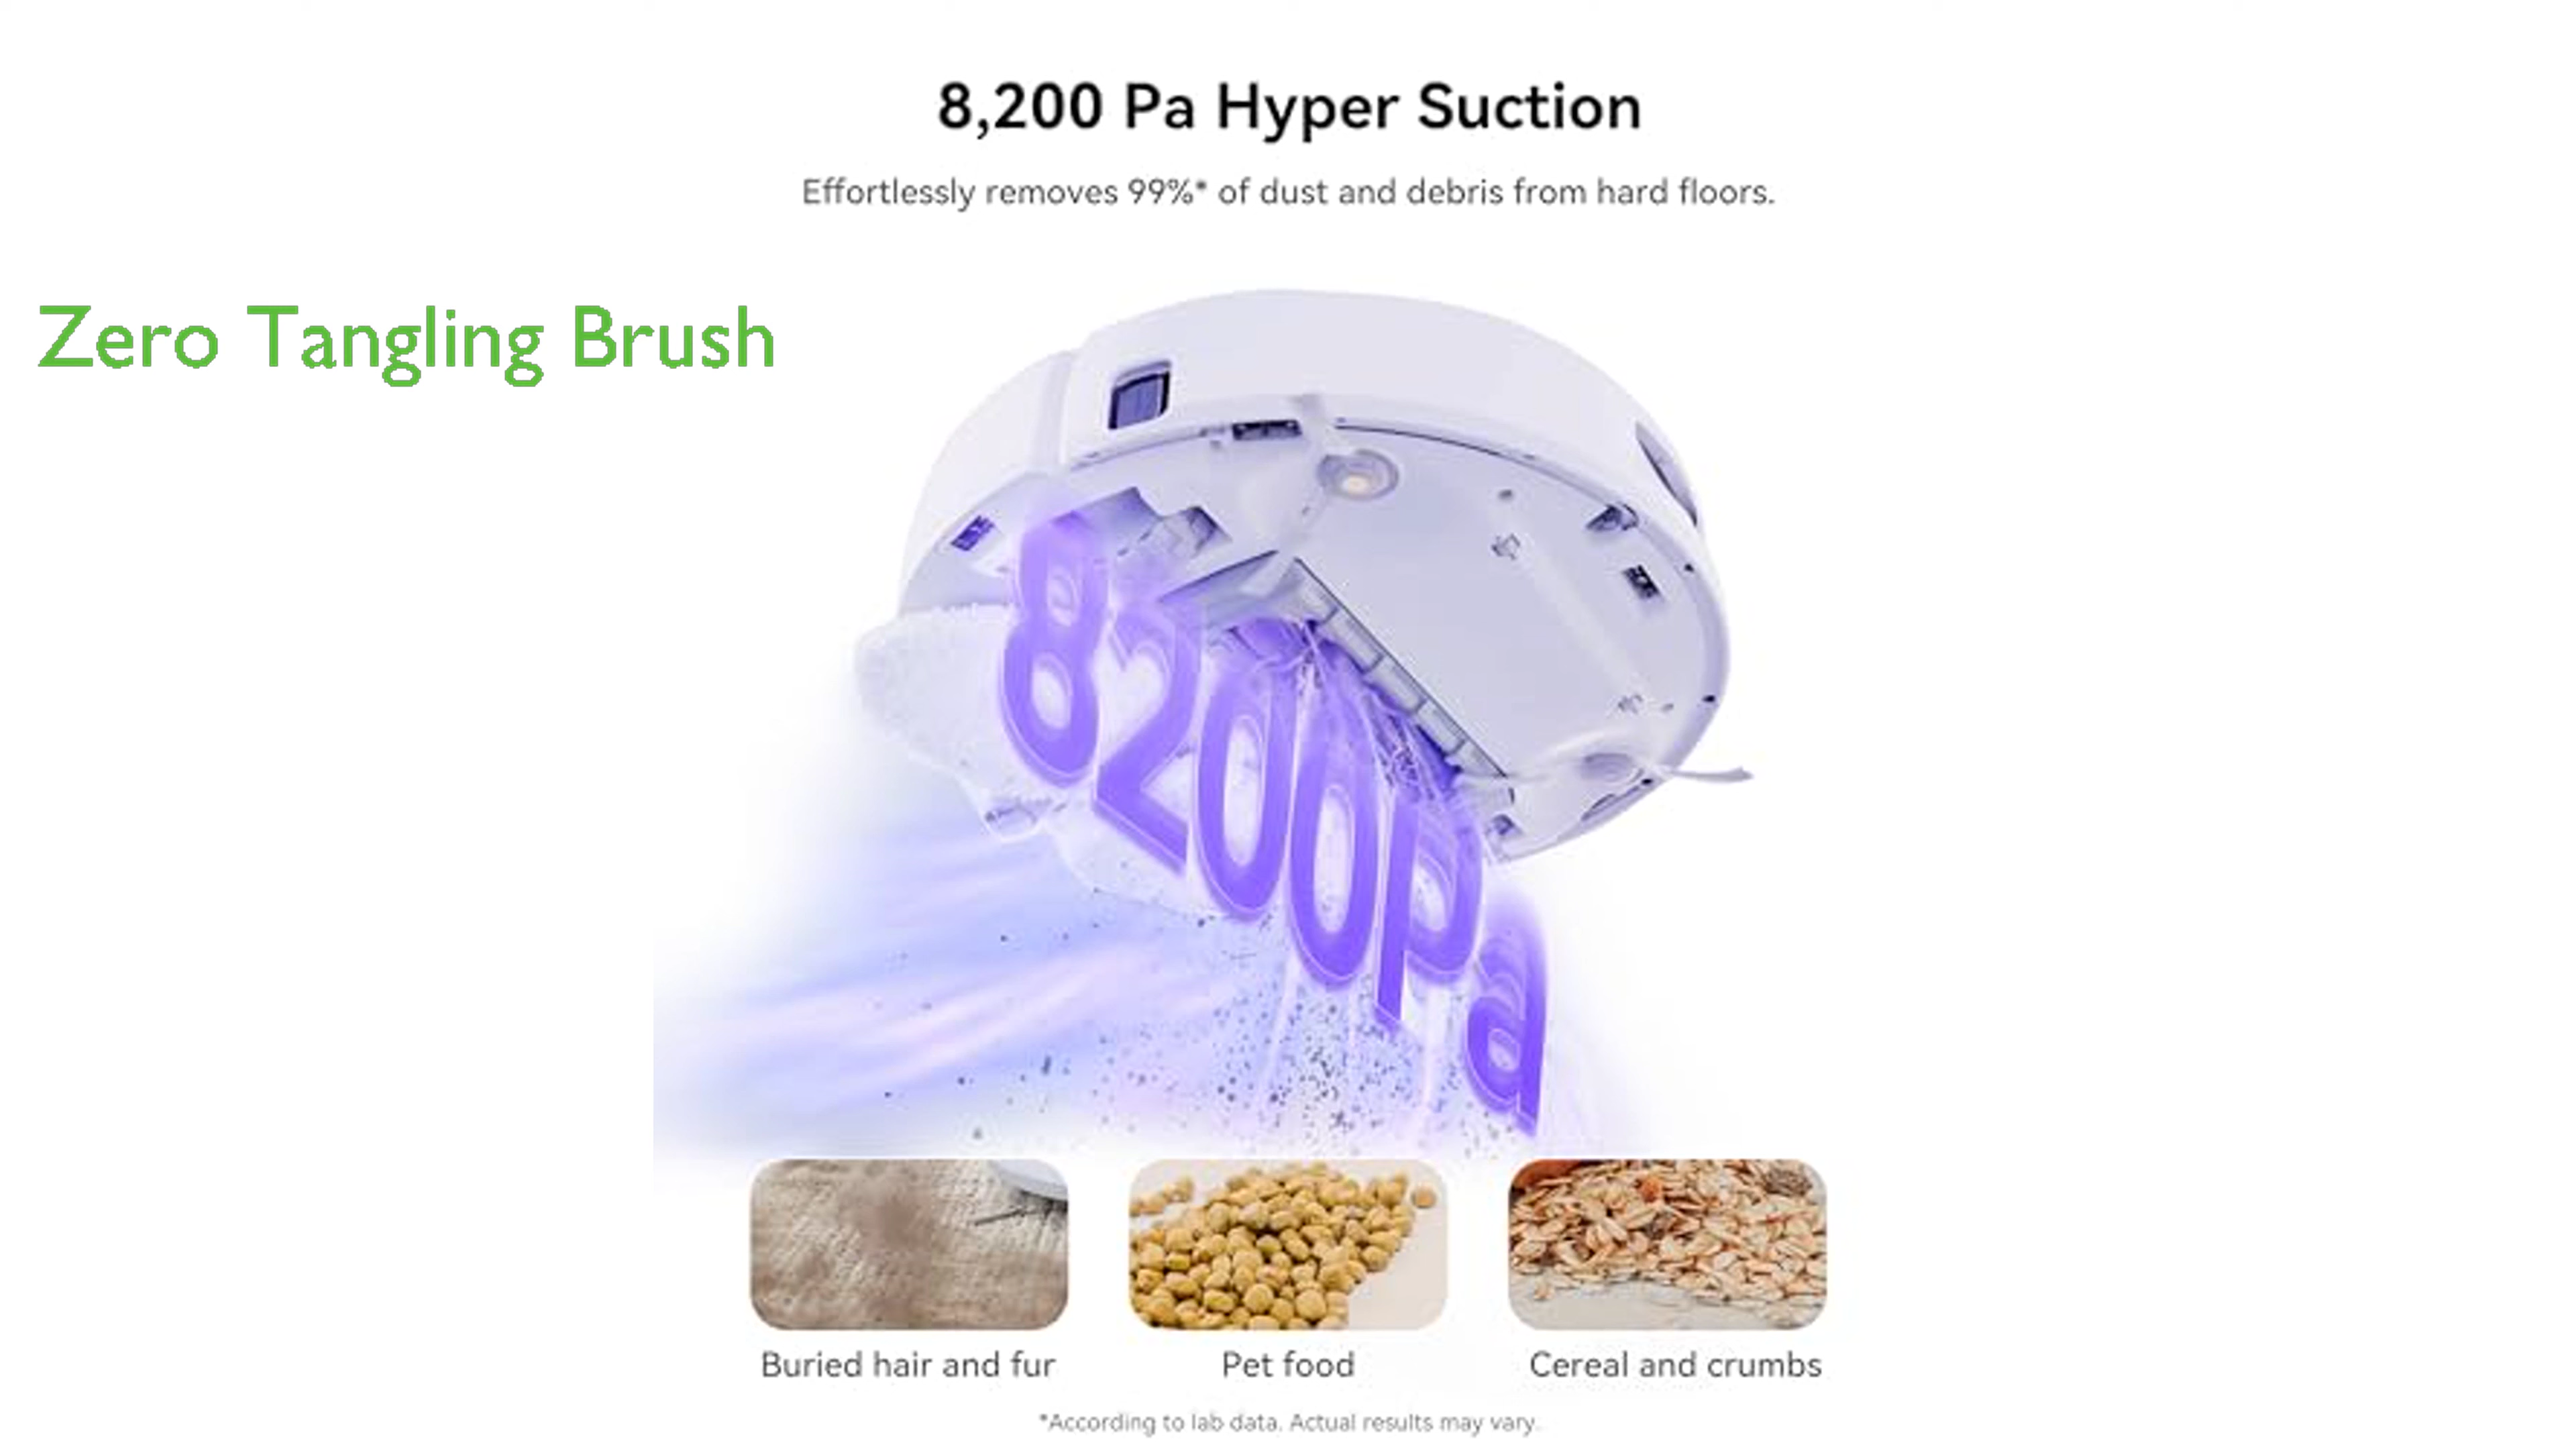 8,200 Pa Hyper Suction
Effortlessly removes 99%* of dust and debris from hard floors.
Zero Tangling Brush
8200Pa
Buried hair and fur
Pet food
Cereal and crumbs
*According to lab data. Actual results may vary.